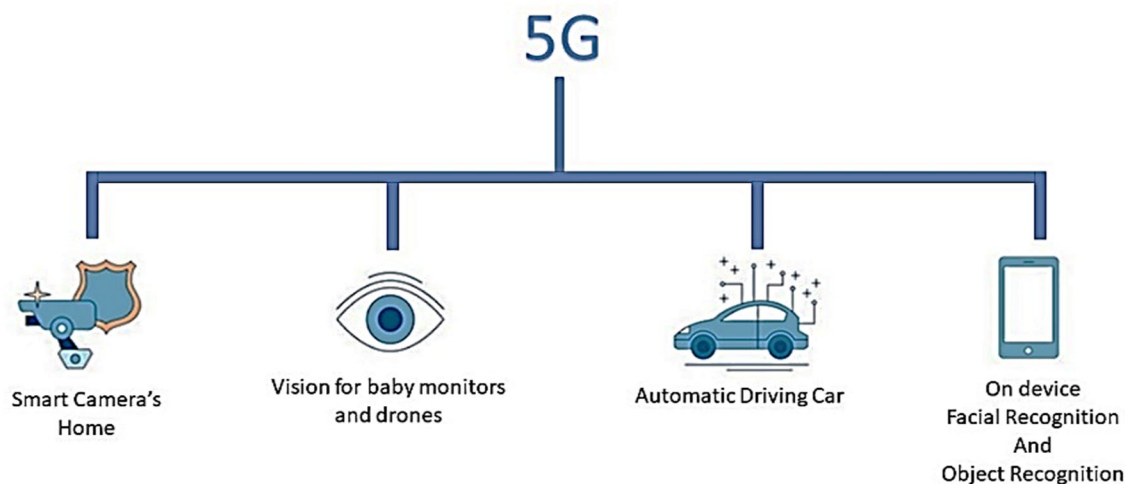 5G
Smart Camera's
Home
Vision for baby monitors
and drones
Automatic Driving Car
On device
Facial Recognition
And
Object Recognition